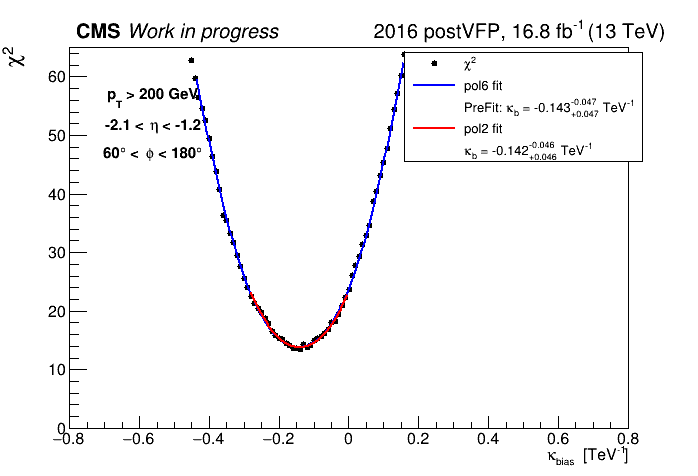 CMS Work in progress
2016 postVFP, 16.8 fb⁻¹ (13 TeV)
χ²
60
50
40
30
20
10
0
p_T > 200 GeV
-2.1 < η < -1.2
60° < ϕ < 180°
χ²
pol6 fit
PreFit: κ_b = -0.143 -0.047 +0.047 TeV⁻¹
pol2 fit
κ_b = -0.142 -0.046 +0.046 TeV⁻¹
−0.8 −0.6 −0.4 −0.2 0 0.2 0.4 0.6 0.8
κ_bias [TeV⁻¹]